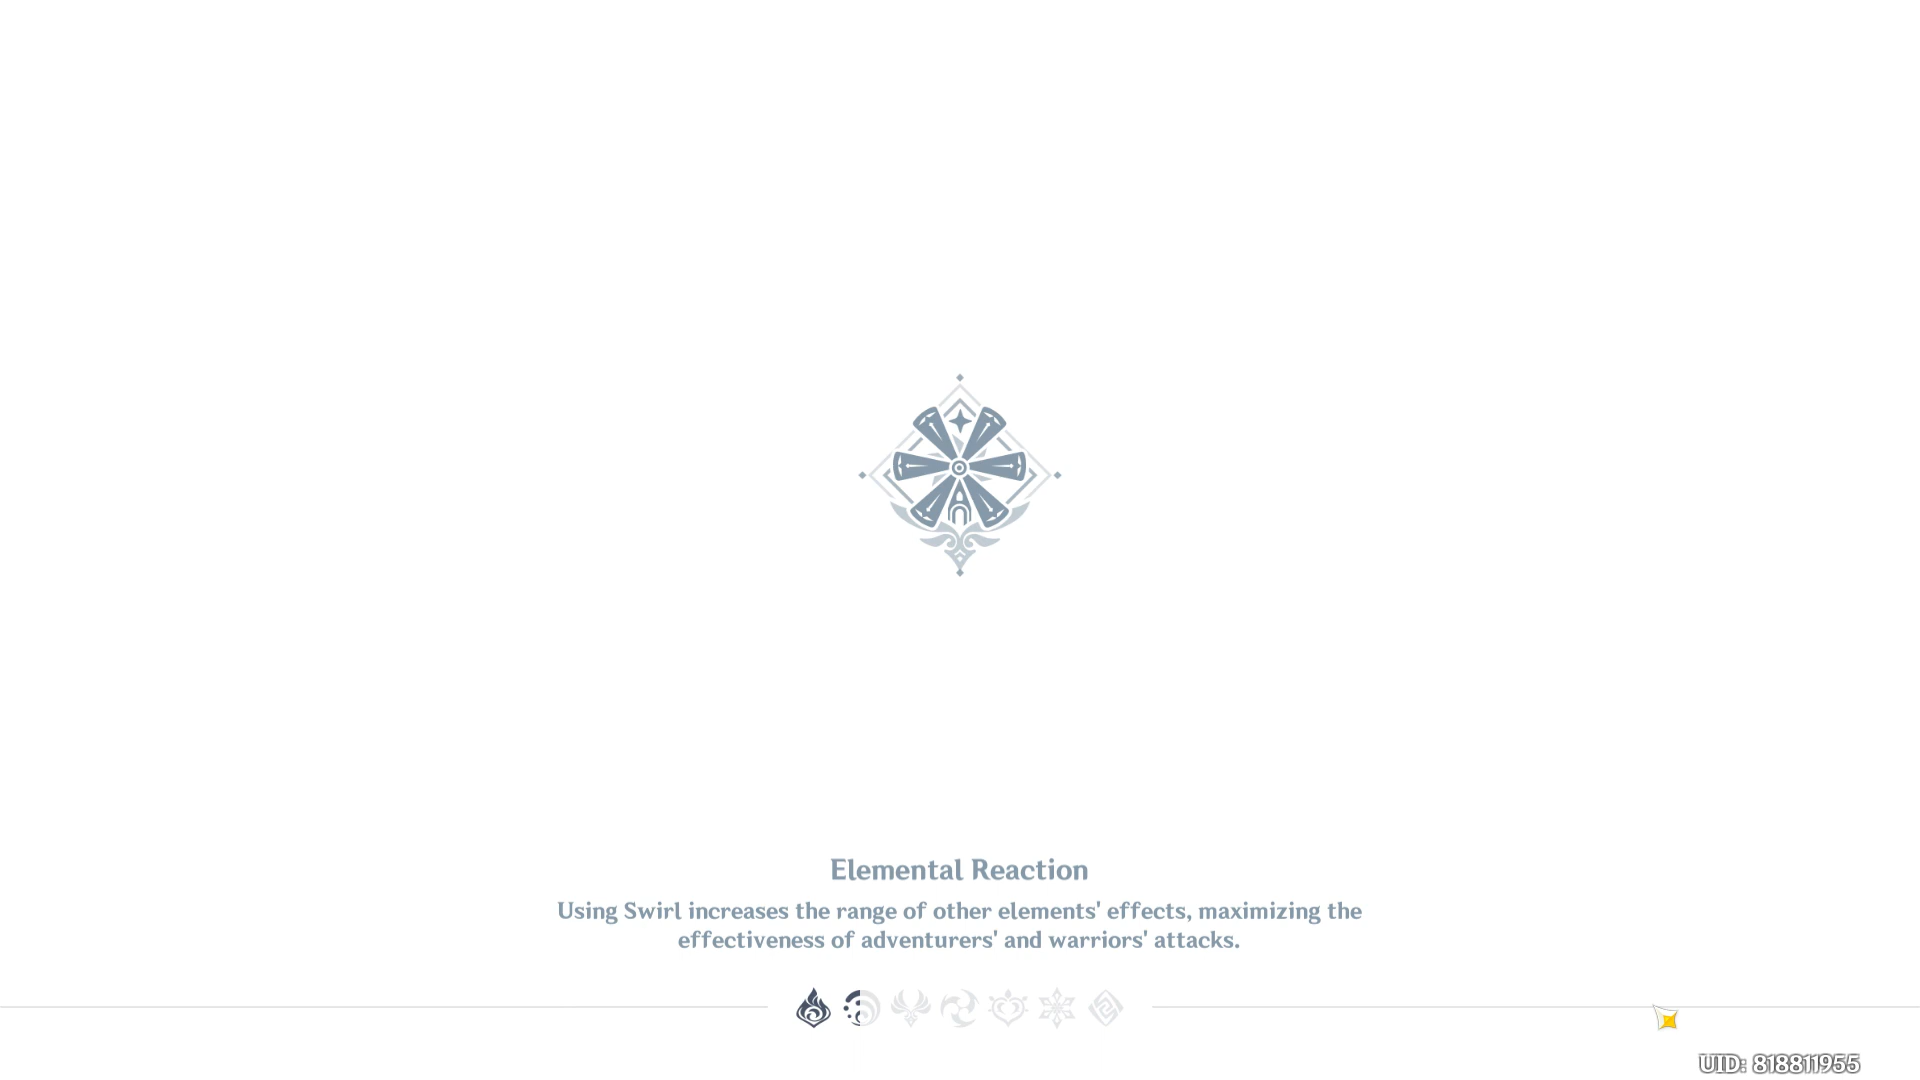 Elemental Reaction
Using Swirl increases the range of other elements' effects, maximizing the
effectiveness of adventurers' and warriors' attacks.
UID: 818811955